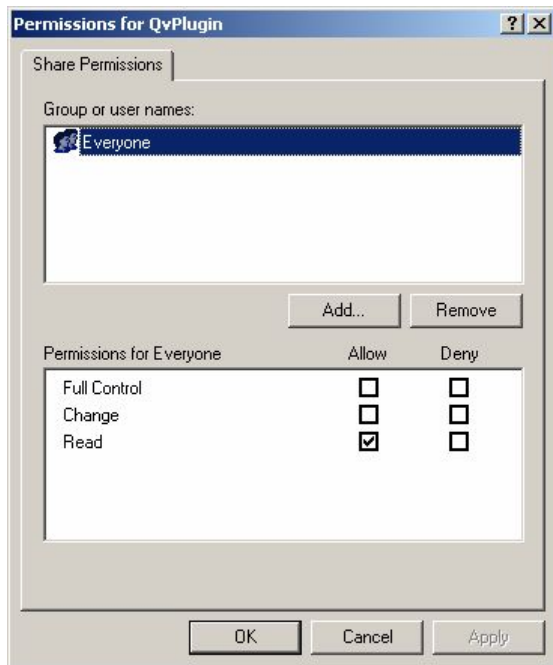 Permissions for QvPlugin
Share Permissions
Group or user names:
Everyone
Add... Remove
Permissions for Everyone Allow Deny
Full Control
Change
Read
OK Cancel Apply